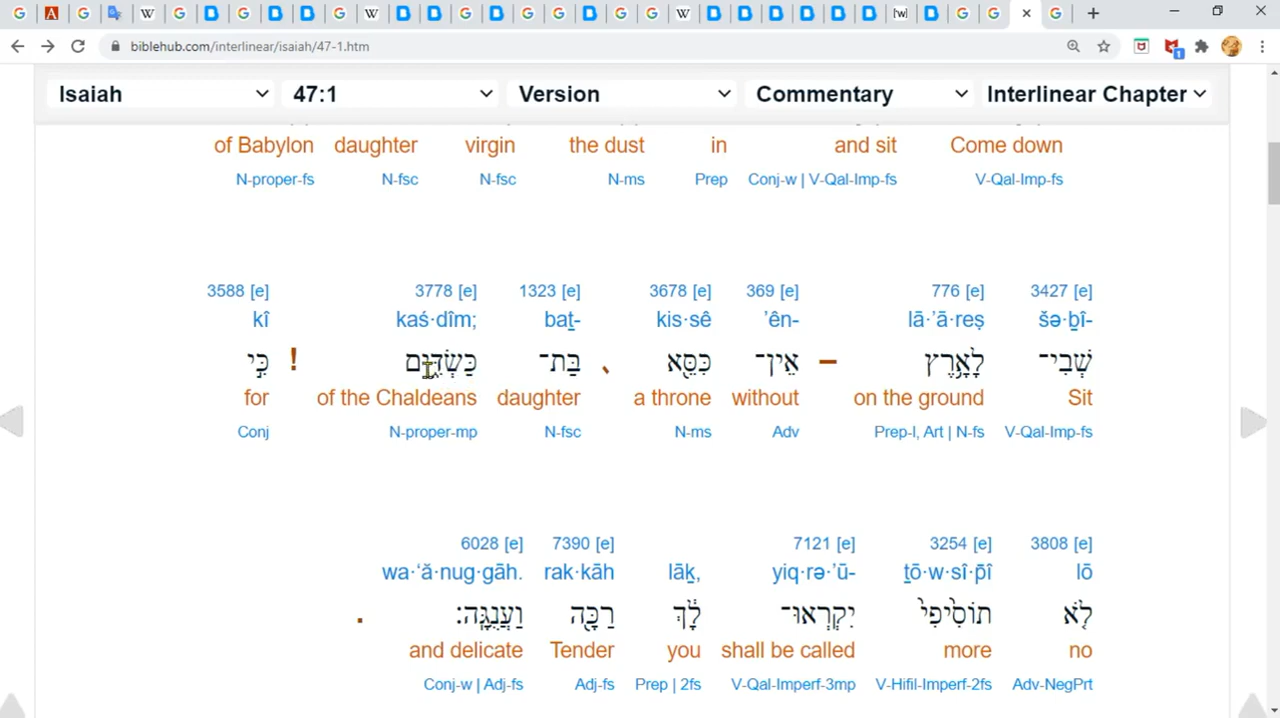 biblehub.com/interlinear/isaiah/47-1.htm
Isaiah 47:1 Version Commentary Interlinear Chapter
of Babylon daughter virgin the dust in and sit Come down
N-proper-fs N-fsc N-fsc N-ms Prep Conj-w | V-Qal-Imp-fs V-Qal-Imp-fs
3588 [e] 3778 [e] 1323 [e] 3678 [e] 369 [e] 776 [e] 3427 [e]
kî kaś·dîm; baṯ- kis·sê ’ên- lā·’ā·reṣ šə·ḇî-
שְׁבִי־ לָאָ֥רֶץ – אֵין־ כִּסֵּ֖א 、 בַּת־ כַּשְׂדִּ֑ים ! כִּ֣י
for of the Chaldeans daughter a throne without on the ground Sit
Conj N-proper-mp N-fsc N-ms Adv Prep-l, Art | N-fs V-Qal-Imp-fs
6028 [e] 7390 [e] 7121 [e] 3254 [e] 3808 [e]
wa·‘ă·nug·gāh. rak·kāh lāḵ, yiq·rə·’ū- ṯō·w·sî·p̄î lō
לֹ֤א תוֹסִ֙יפִי֙ יִקְרְאוּ־ לָ֔ךְ רַכָּ֖ה וַעֲנֻגָּֽה׃ .
and delicate Tender you shall be called more no
Conj-w | Adj-fs Adj-fs Prep | 2fs V-Qal-Imperf-3mp V-Hifil-Imperf-2fs Adv-NegPrt